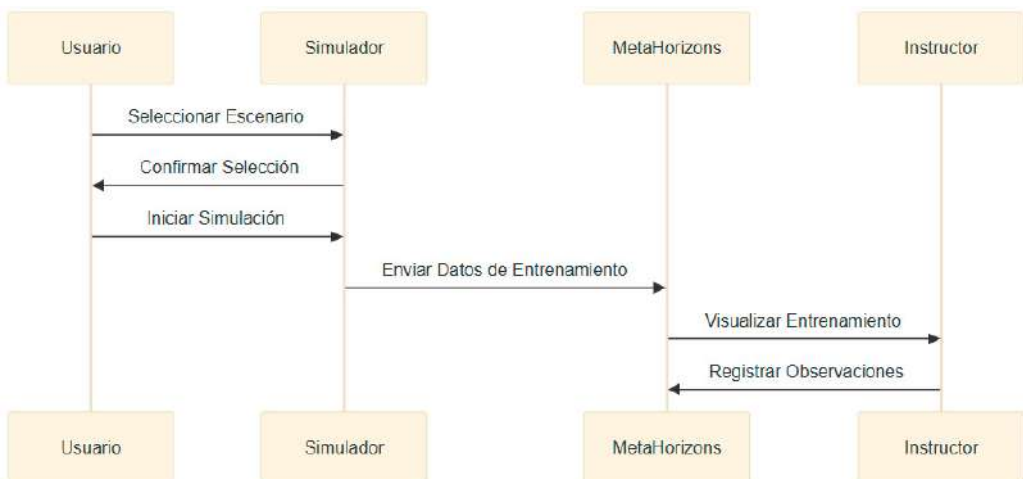 Usuario
Simulador
MetaHorizons
Instructor
Seleccionar Escenario
Confirmar Selección
Iniciar Simulación
Enviar Datos de Entrenamiento
Visualizar Entrenamiento
Registrar Observaciones
Usuario
Simulador
MetaHorizons
Instructor